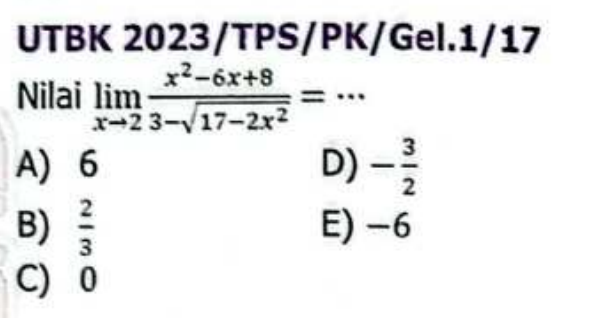 UTBK 2023/TPS/PK/Gel.1/17
Nilai lim x→2 (x²−6x+8)/(3−√(17−2x²)) = ⋯
A) 6 D) −3/2
B) 2/3 E) −6
C) 0